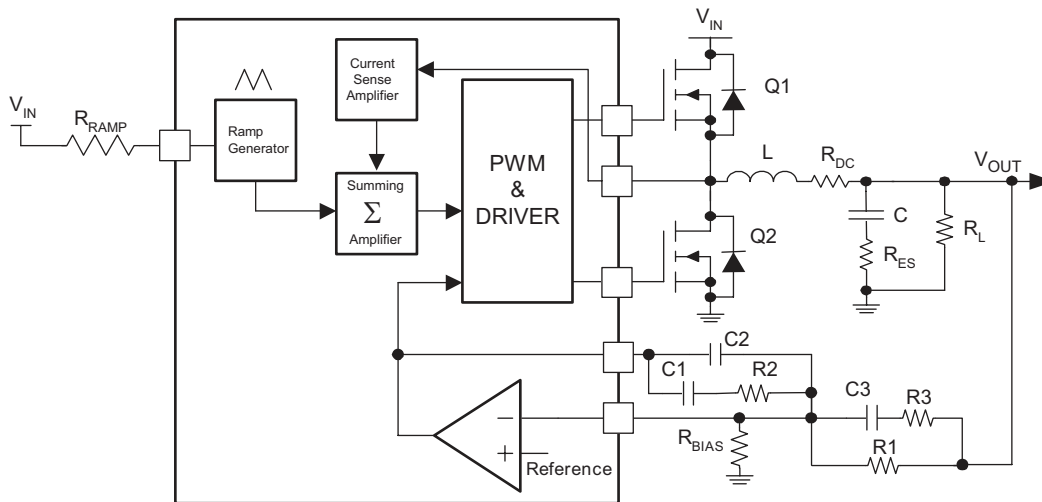 V_IN
Current
Sense
Amplifier
Q1
V_IN
R_RAMP
Ramp
Generator
PWM
&
DRIVER
L
R_DC
V_OUT
Summing
Σ
Amplifier
C
R_L
Q2
R_ES
C2
C1
R2
C3
R3
−
+
Reference
R_BIAS
R1